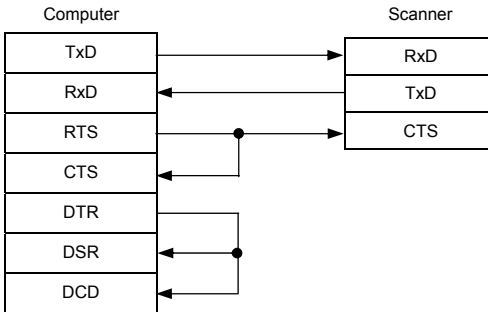 Computer
Scanner
TxD
RxD
RTS
CTS
DTR
DSR
DCD
RxD
TxD
CTS